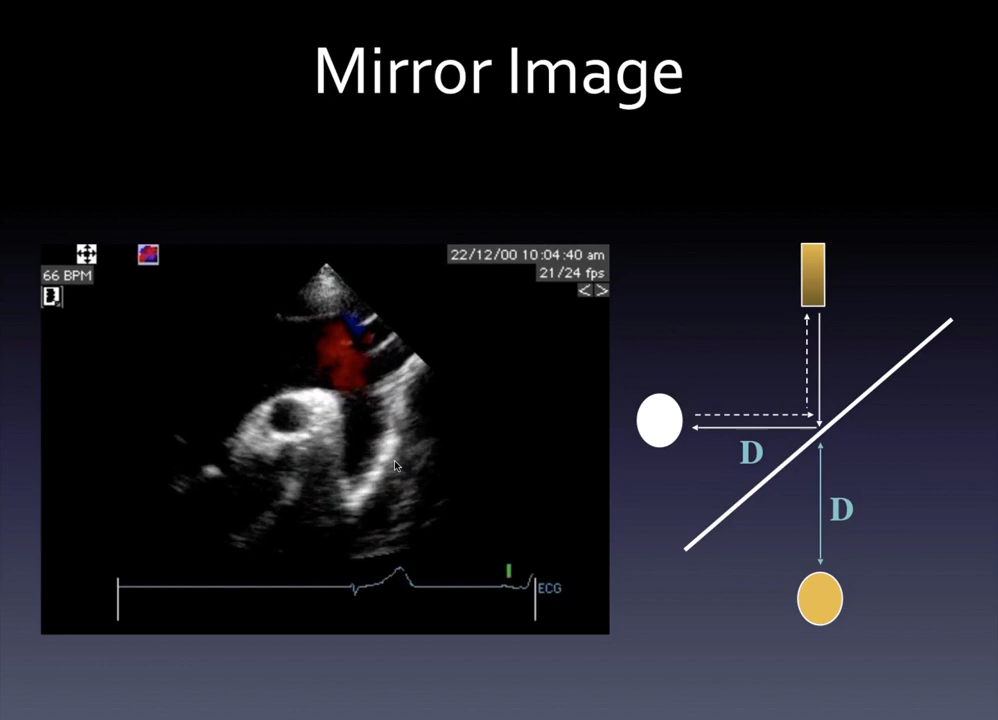 Mirror Image
22/12/00 10:04:40 am
66 BPM
21/24 fps
< >
D
D
ECG